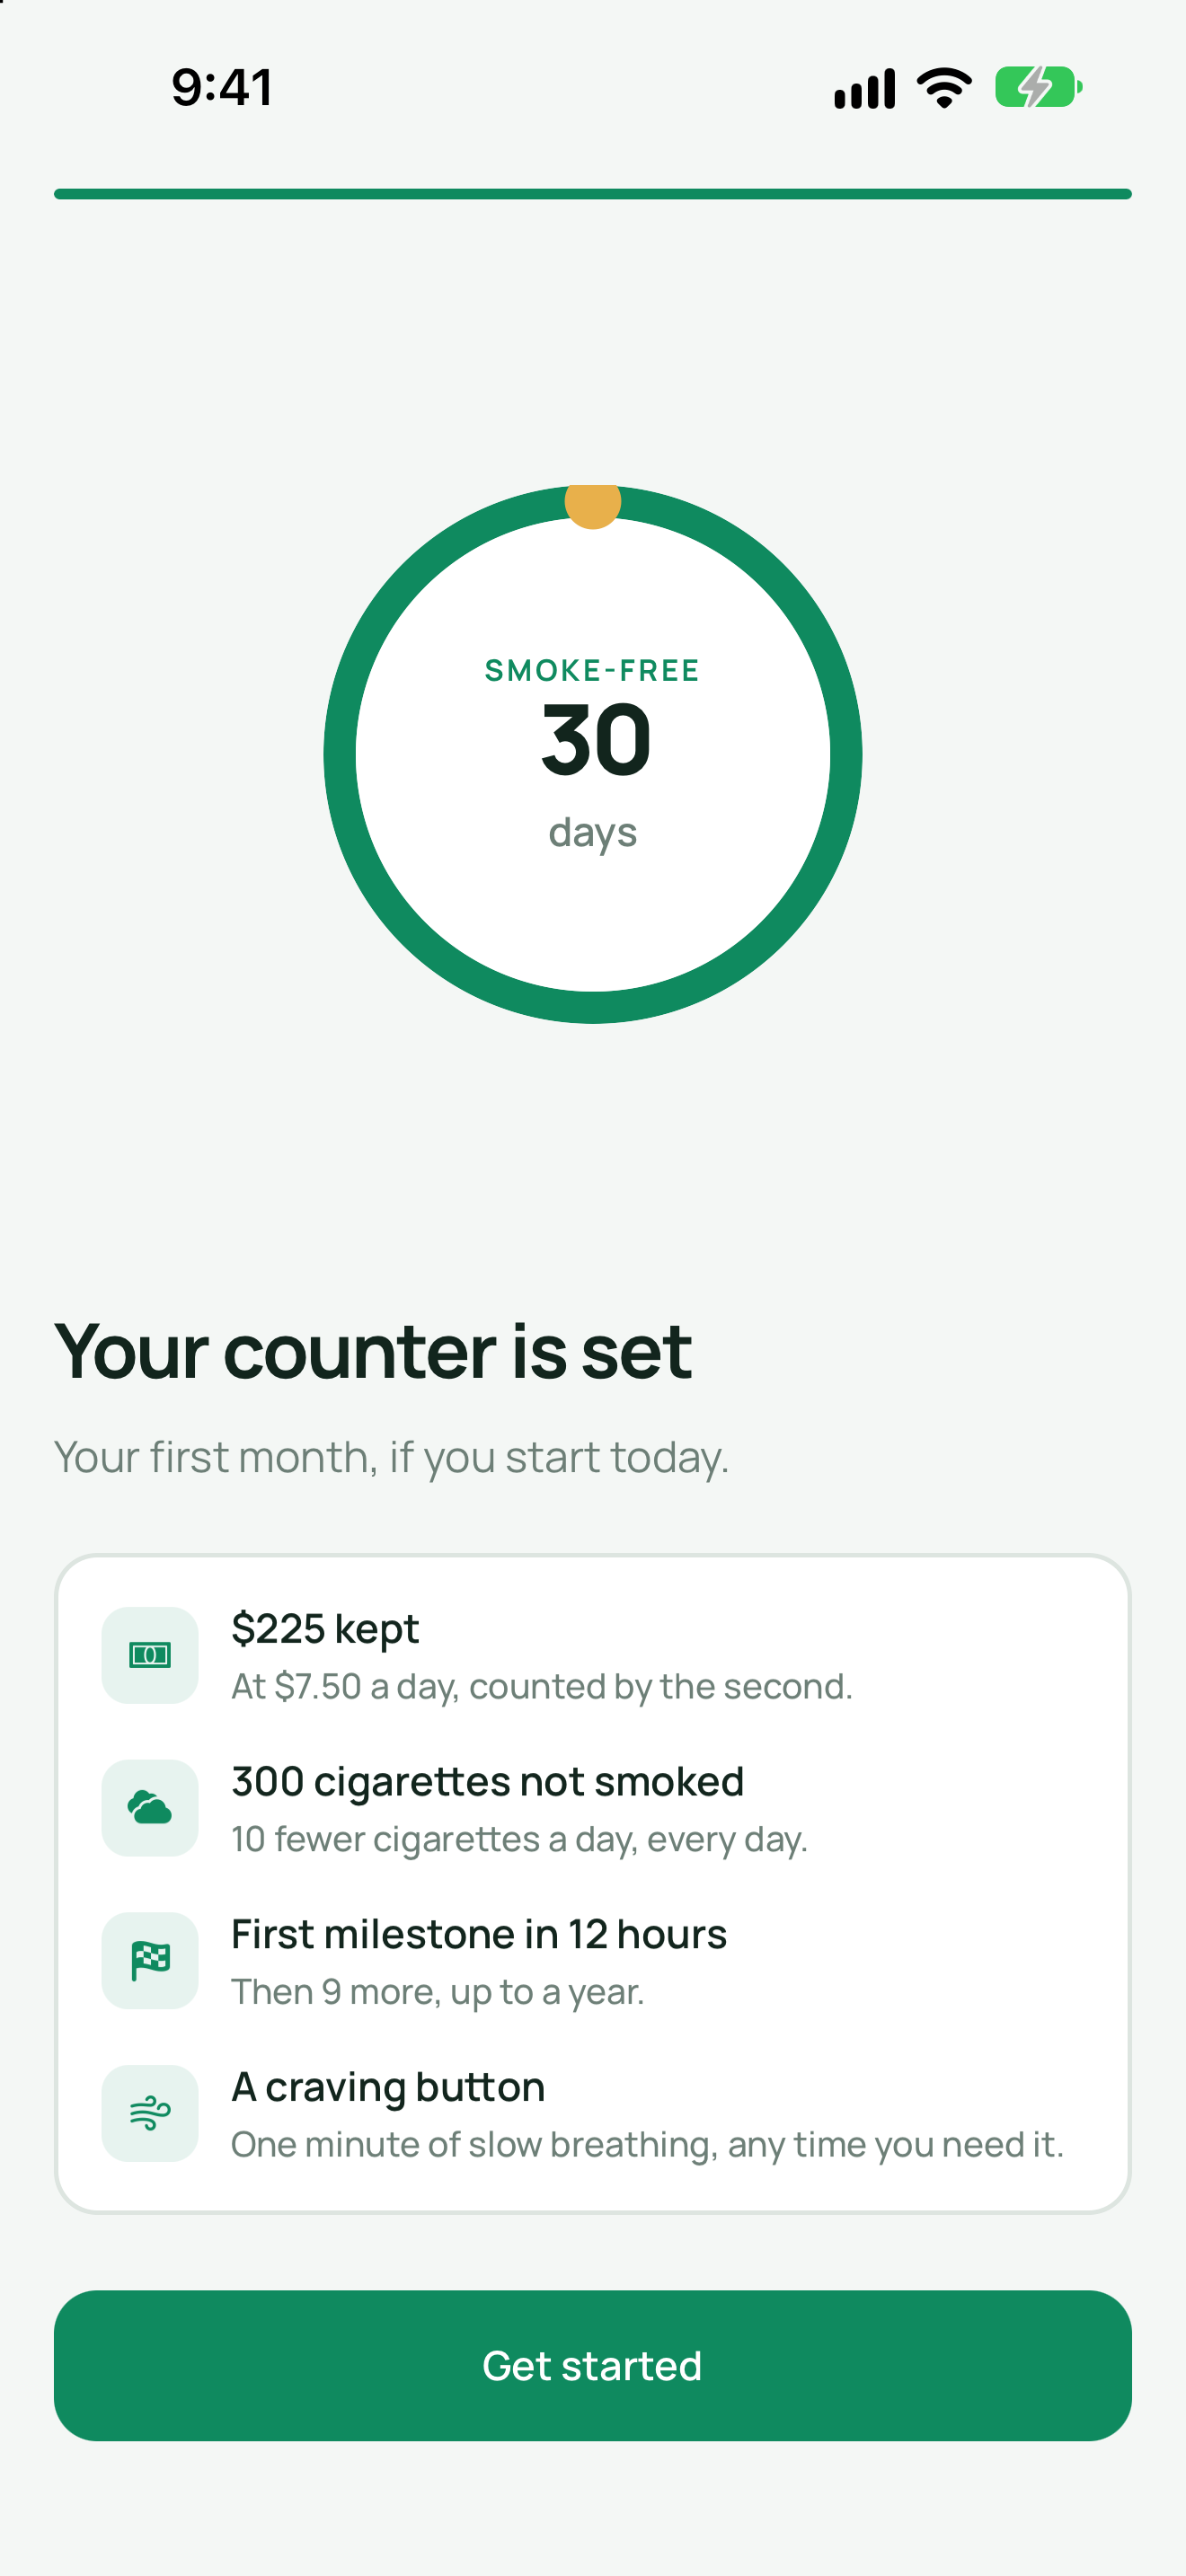 9:41
SMOKE-FREE
30
days
Your counter is set
Your first month, if you start today.
$225 kept
At $7.50 a day, counted by the second.
300 cigarettes not smoked
10 fewer cigarettes a day, every day.
First milestone in 12 hours
Then 9 more, up to a year.
A craving button
One minute of slow breathing, any time you need it.
Get started